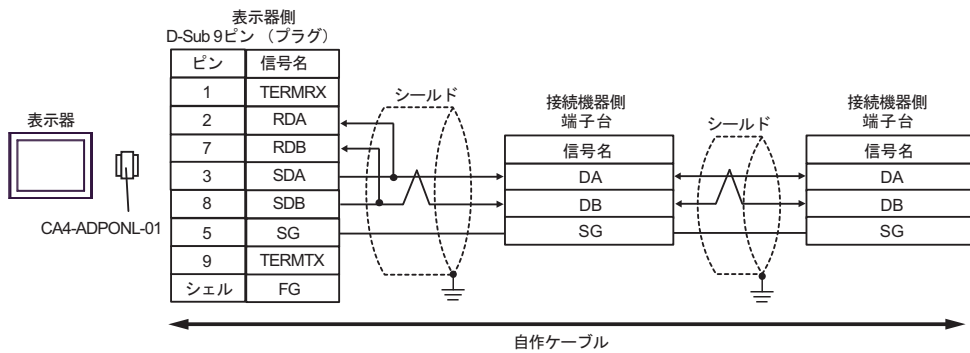 表示器側
D-Sub 9ピン （プラグ）
ピン 信号名
1 TERMRX
2 RDA
7 RDB
3 SDA
8 SDB
5 SG
9 TERMTX
シェル FG
表示器
CA4-ADPONL-01
シールド
接続機器側
端子台
信号名
DA
DB
SG
シールド
接続機器側
端子台
信号名
DA
DB
SG
自作ケーブル